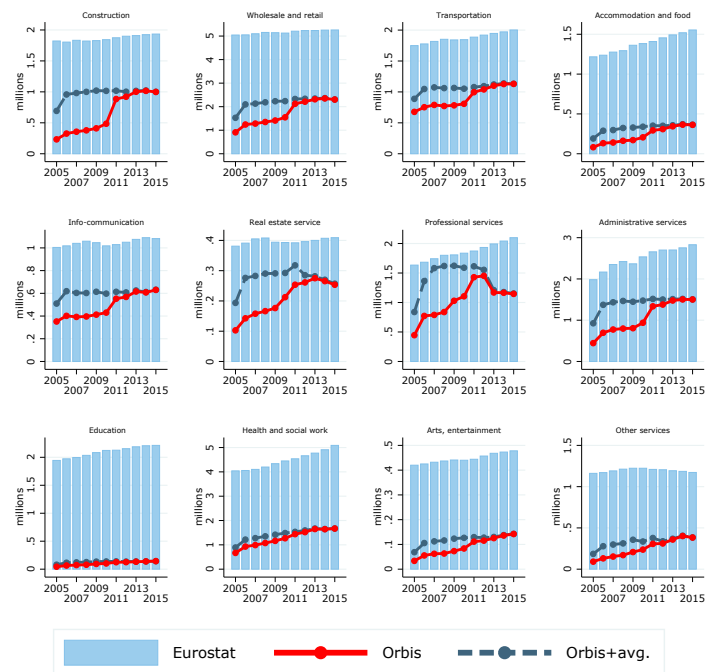 Construction
millions
0 .5 1 1.5 2
2005 2007 2009 2011 2013 2015
Wholesale and retail
millions
0 1 2 3 4 5
2005 2007 2009 2011 2013 2015
Transportation
millions
0 .5 1 1.5 2
2005 2007 2009 2011 2013 2015
Accommodation and food
millions
0 .5 1 1.5
2005 2007 2009 2011 2013 2015
Info-communication
millions
0 .2 .4 .6 .8 1
2005 2007 2009 2011 2013 2015
Real estate service
millions
0 .1 .2 .3 .4
2005 2007 2009 2011 2013 2015
Professional services
millions
0 .5 1 1.5 2
2005 2007 2009 2011 2013 2015
Administrative services
millions
0 1 2 3
2005 2007 2009 2011 2013 2015
Education
millions
0 .5 1 1.5 2
2005 2007 2009 2011 2013 2015
Health and social work
millions
0 1 2 3 4 5
2005 2007 2009 2011 2013 2015
Arts, entertainment
millions
0 .1 .2 .3 .4 .5
2005 2007 2009 2011 2013 2015
Other services
millions
0 .5 1 1.5
2005 2007 2009 2011 2013 2015
Eurostat Orbis Orbis+avg.